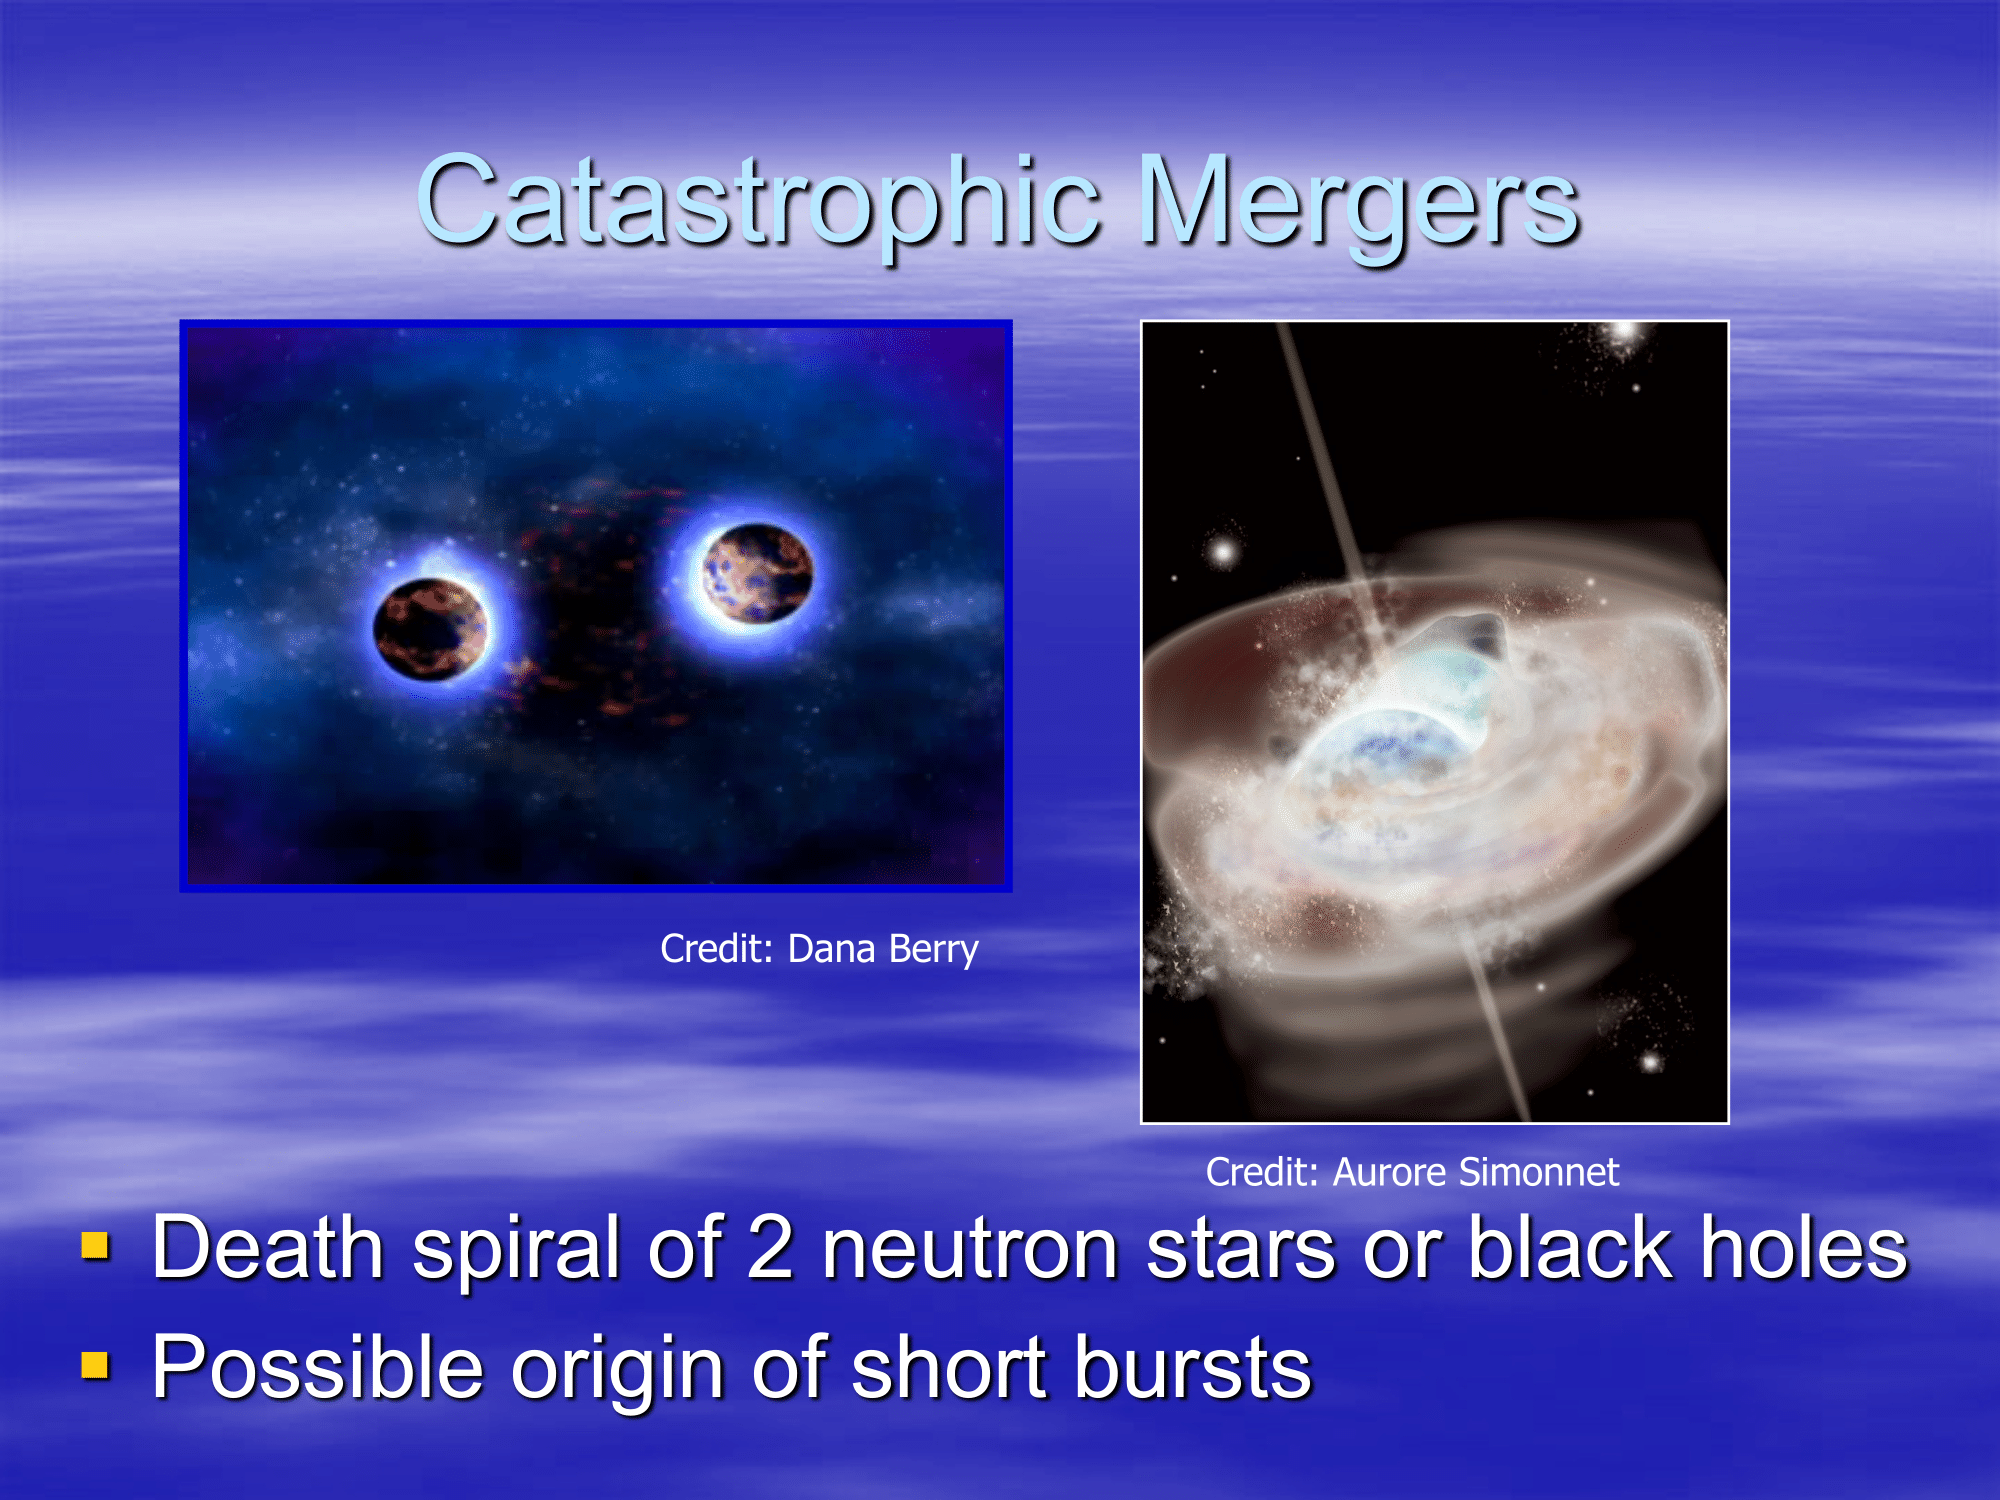 Catastrophic Mergers
Credit: Dana Berry
Credit: Aurore Simonnet
Death spiral of 2 neutron stars or black holes
Possible origin of short bursts